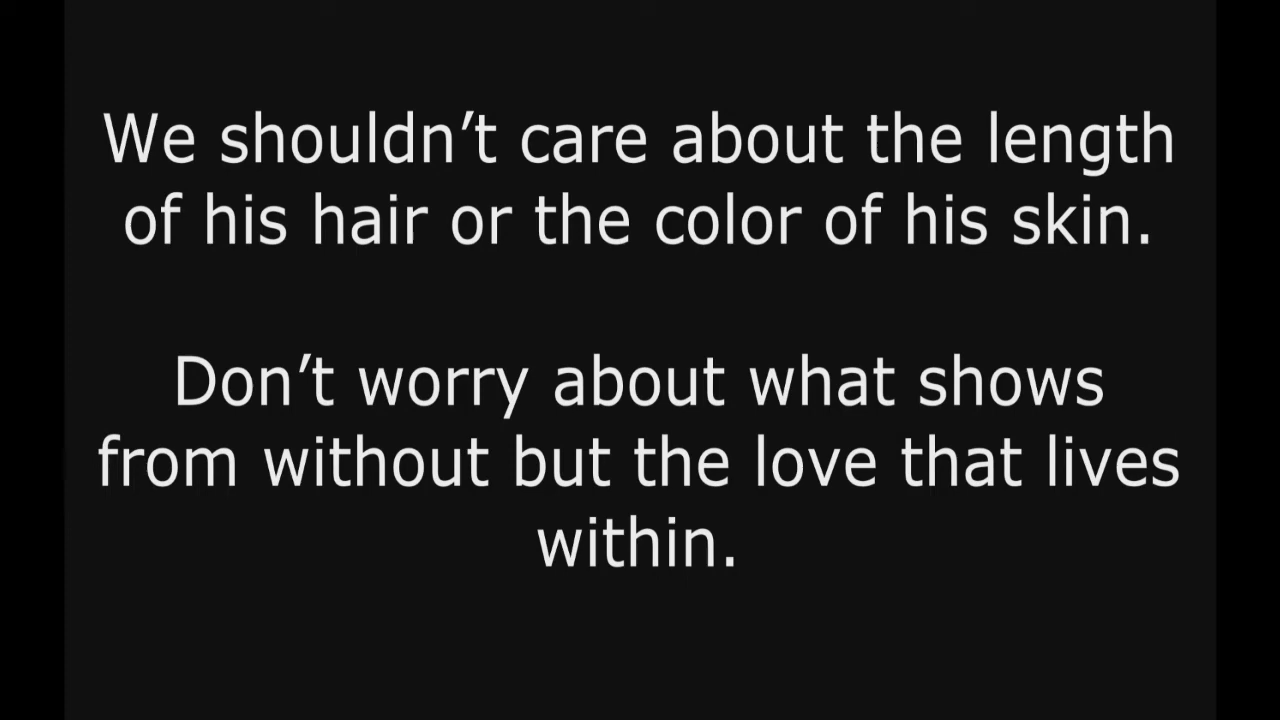 We shouldn’t care about the length
of his hair or the color of his skin.
Don’t worry about what shows
from without but the love that lives
within.